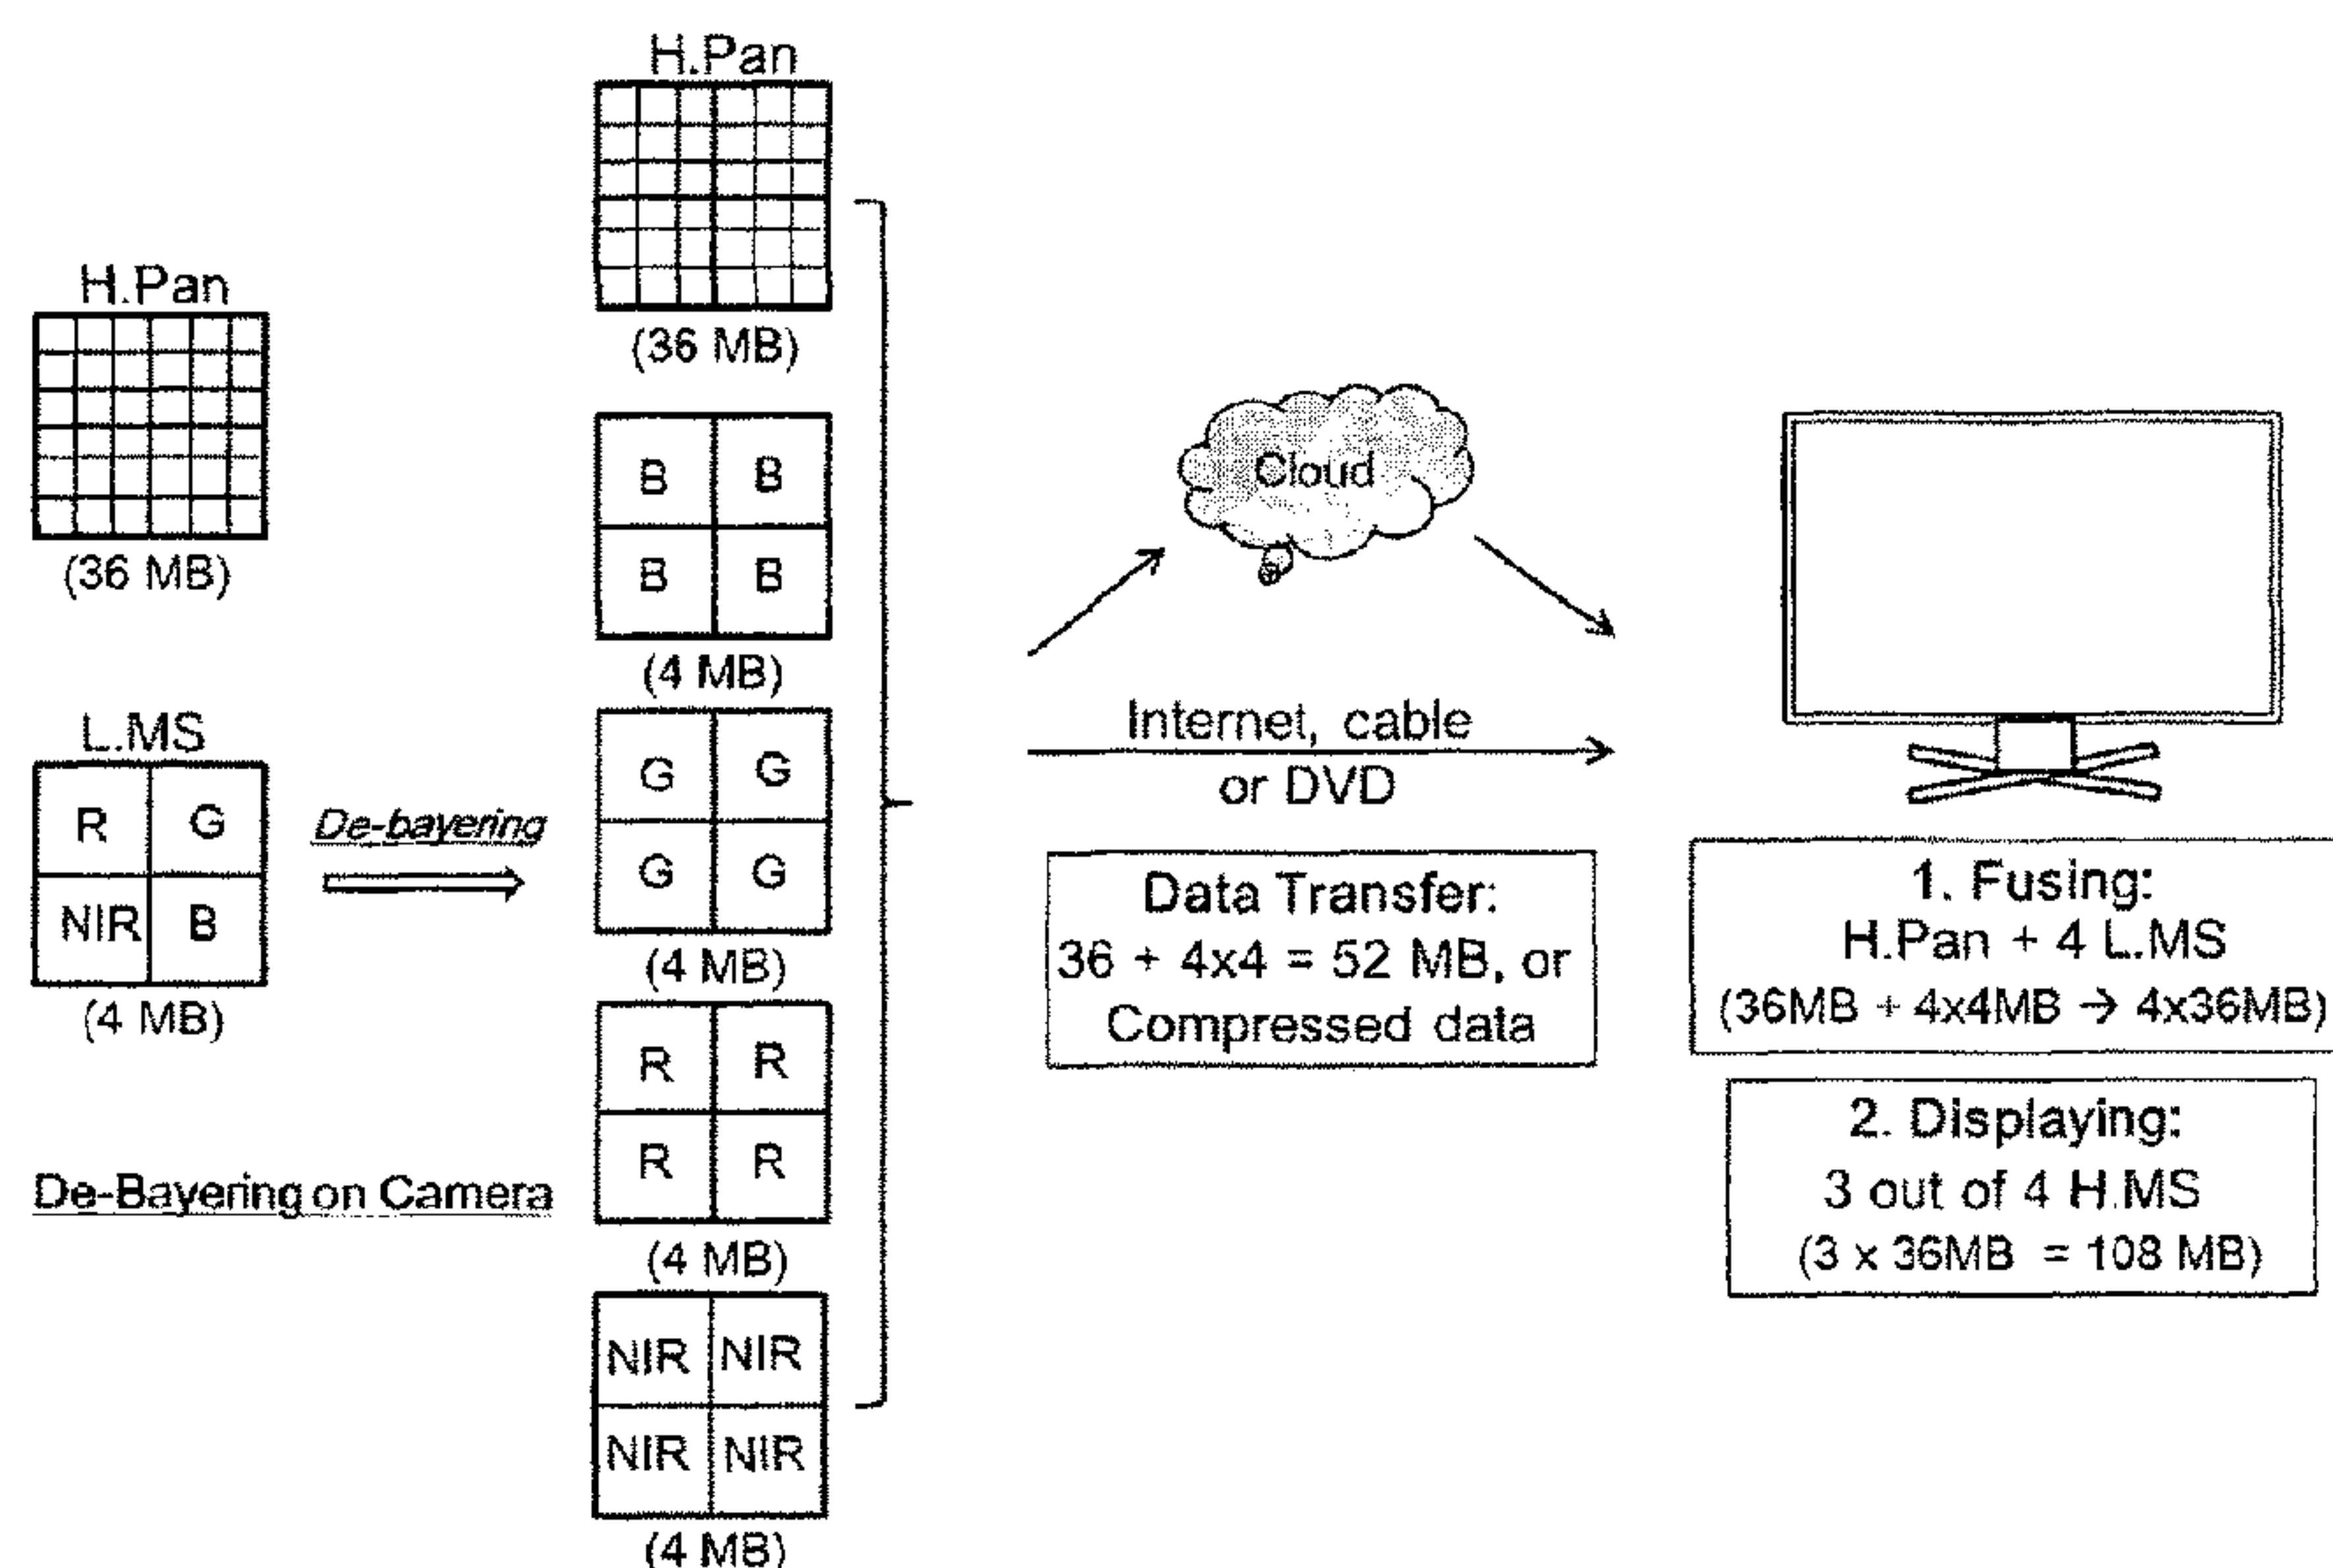 H.Pan
(36 MB)
L.MS
R G
NIR B
(4 MB)
De-bayering
De-Bayering on Camera
H.Pan
(36 MB)
B B
B B
(4 MB)
G G
G G
(4 MB)
R R
R R
(4 MB)
NIR NIR
NIR NIR
(4 MB)
Cloud
Internet, cable
or DVD
Data Transfer:
36 + 4x4 = 52 MB, or
Compressed data
1. Fusing:
H.Pan + 4 L.MS
(36MB + 4x4MB → 4x36MB)
2. Displaying:
3 out of 4 H.MS
(3 x 36MB = 108 MB)